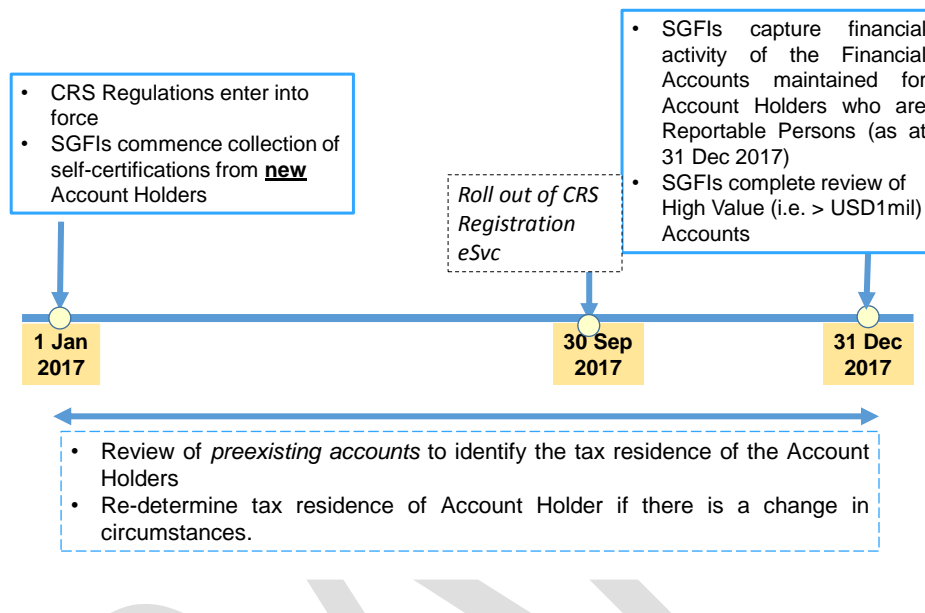 • CRS Regulations enter into
force
• SGFIs commence collection of
self-certifications from new
Account Holders
Roll out of CRS
Registration
eSvc
• SGFIs capture financial
activity of the Financial
Accounts maintained for
Account Holders who are
Reportable Persons (as at
31 Dec 2017)
• SGFIs complete review of
High Value (i.e. > USD1mil)
Accounts
1 Jan
2017
30 Sep
2017
31 Dec
2017
• Review of preexisting accounts to identify the tax residence of the Account
Holders
• Re-determine tax residence of Account Holder if there is a change in
circumstances.